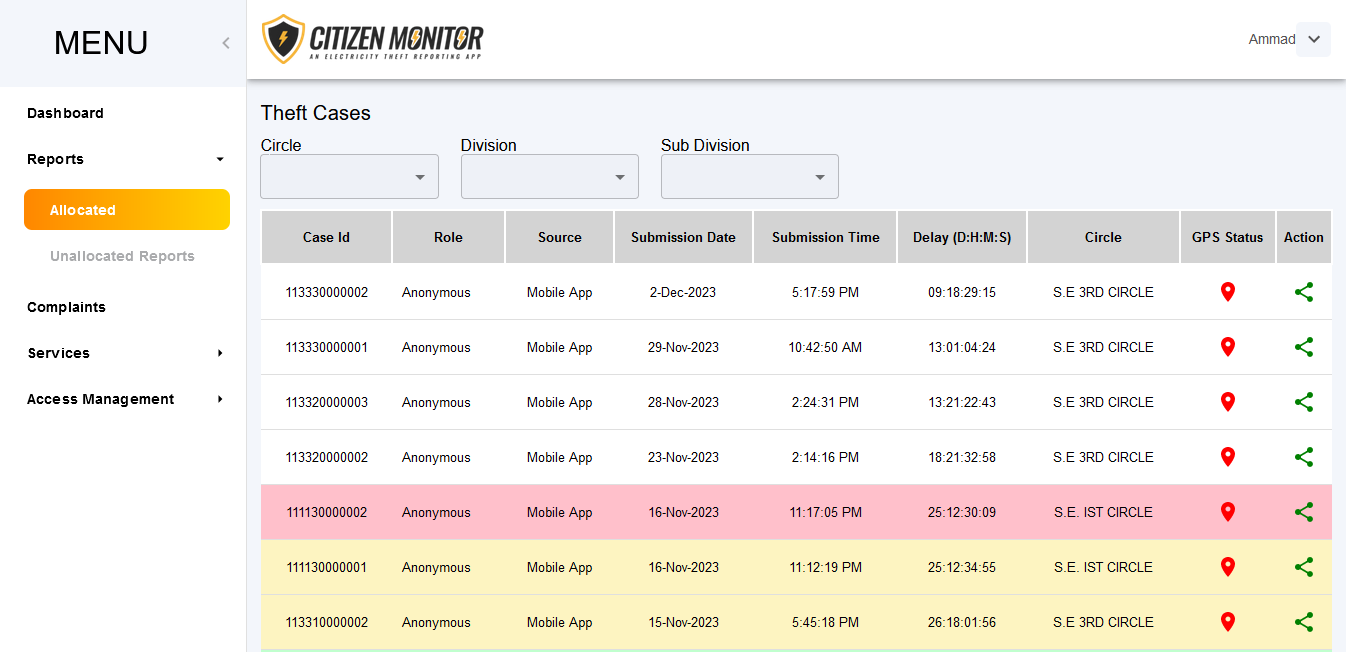 MENU
CITIZEN MONITOR
AN ELECTRICITY THEFT REPORTING APP
Ammad
Dashboard
Reports
Allocated
Unallocated Reports
Complaints
Services
Access Management
Theft Cases
Circle Division Sub Division
Case Id Role Source Submission Date Submission Time Delay (D:H:M:S) Circle GPS Status Action
113330000002 Anonymous Mobile App 2-Dec-2023 5:17:59 PM 09:18:29:15 S.E 3RD CIRCLE
113330000001 Anonymous Mobile App 29-Nov-2023 10:42:50 AM 13:01:04:24 S.E 3RD CIRCLE
113320000003 Anonymous Mobile App 28-Nov-2023 2:24:31 PM 13:21:22:43 S.E 3RD CIRCLE
113320000002 Anonymous Mobile App 23-Nov-2023 2:14:16 PM 18:21:32:58 S.E 3RD CIRCLE
111130000002 Anonymous Mobile App 16-Nov-2023 11:17:05 PM 25:12:30:09 S.E. IST CIRCLE
111130000001 Anonymous Mobile App 16-Nov-2023 11:12:19 PM 25:12:34:55 S.E. IST CIRCLE
113310000002 Anonymous Mobile App 15-Nov-2023 5:45:18 PM 26:18:01:56 S.E 3RD CIRCLE